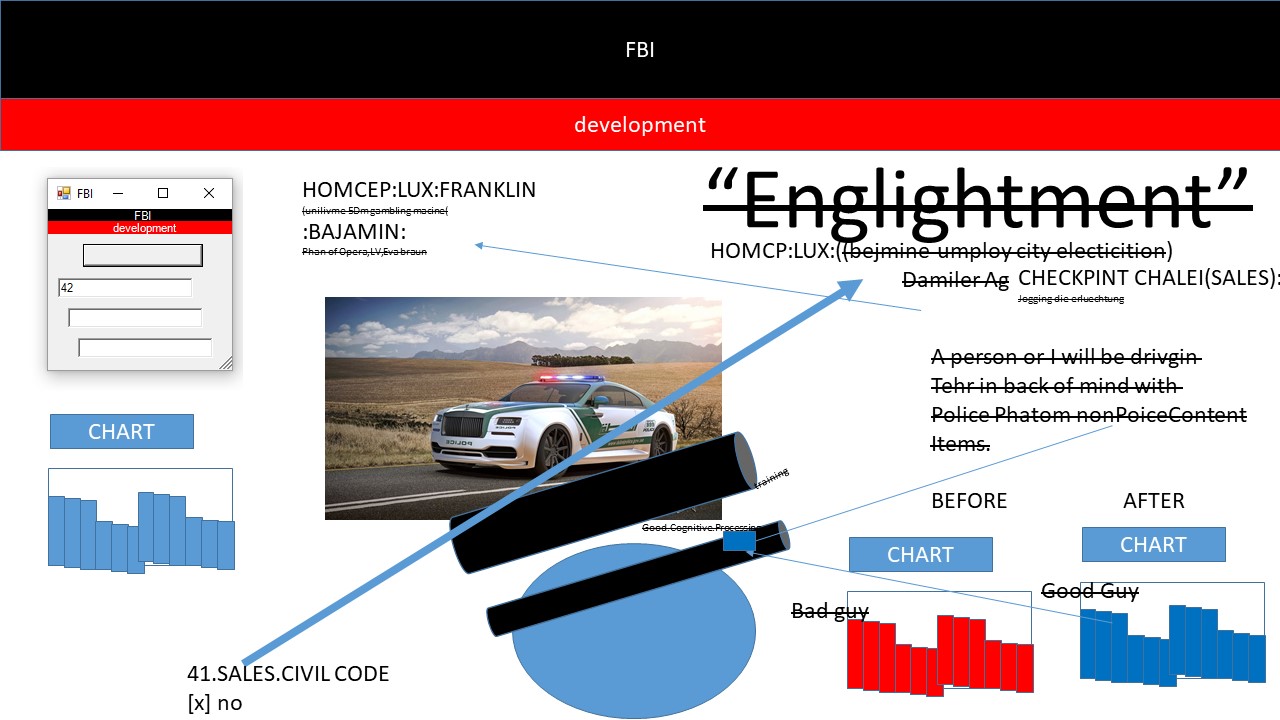 FBI
development
FBI
FBI
development
42
HOMCEP:LUX:FRANKLIN
(unilivme 5Dm gambling macine(
:BAJAMIN:
Phan of Opera,LV,Eva braun
“Englightment”
HOMCP:LUX:((bejmine umploy city electicition)
Damiler Ag
CHECKPINT CHALEI(SALES):
Jogging die erluechtung
A person or I will be drivgin
Tehr in back of mind with
Police Phatom nonPoiceContent
Items.
CHART
POLICE
training
Good.Cognitive.Prosession
BEFORE
AFTER
CHART
CHART
Bad guy
Good Guy
41.SALES.CIVIL CODE
[x] no